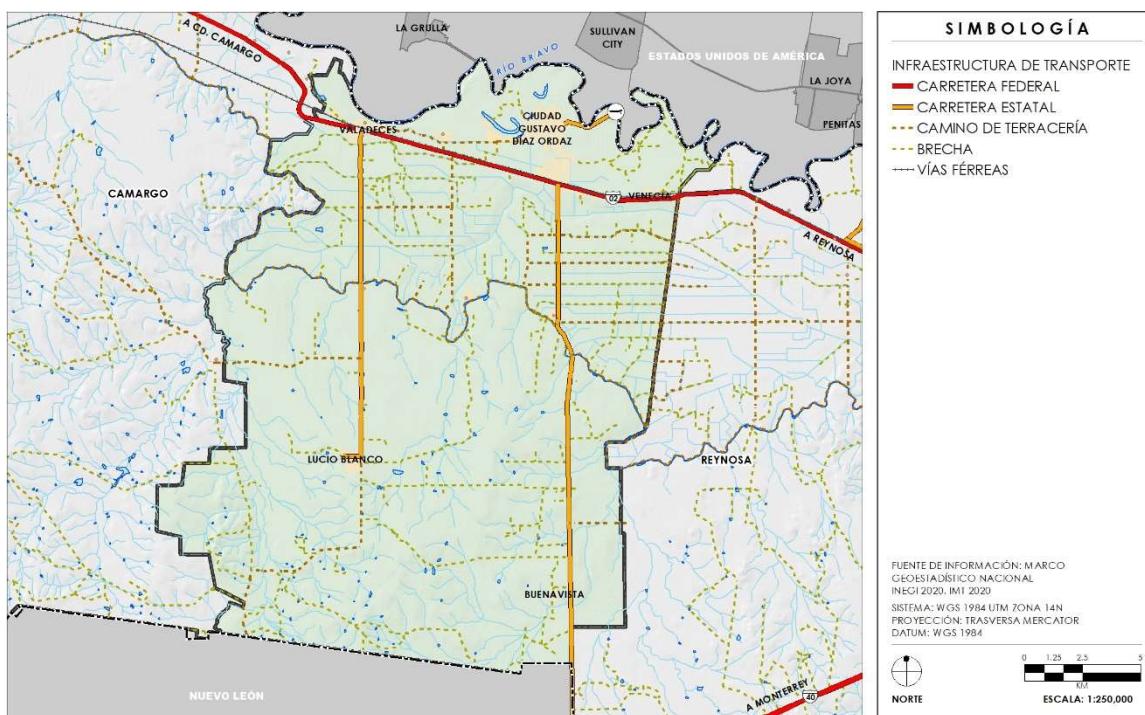 A CD. CAMARGO
LA GRULLA
SULLIVAN
CITY
ESTADOS UNIDOS DE AMÉRICA
RÍO BRAVO
LA JOYA
PENITAS
CIUDAD
GUSTAVO
DÍAZ ORDAZ
VALADECES
CAMARGO
02
VENECIA
A REYNOSA
LUCIO BLANCO
REYNOSA
BUENAVISTA
NUEVO LEÓN
A MONTERREY
40
SIMBOLOGÍA
INFRAESTRUCTURA DE TRANSPORTE
CARRETERA FEDERAL
CARRETERA ESTATAL
CAMINO DE TERRACERÍA
BRECHA
VÍAS FÉRREAS
FUENTE DE INFORMACIÓN: MARCO
GEOESTADÍSTICO NACIONAL
INEGI 2020. IMT 2020
SISTEMA: WGS 1984 UTM ZONA 14N
PROYECCIÓN: TRASVERSA MERCATOR
DATUM: WGS 1984
NORTE
0 1.25 2.5 5
KM
ESCALA: 1:250,000